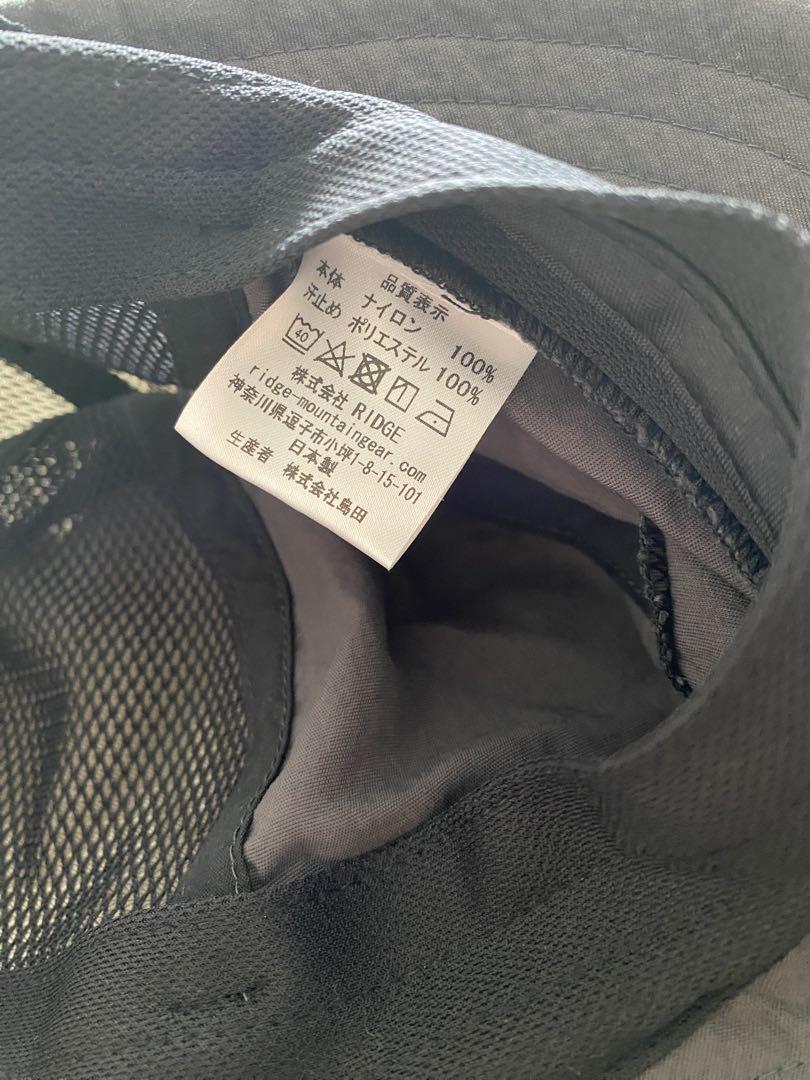 品質表示
本体 ナイロン 100%
汗止め ポリエステル 100%
40
株式会社 RIDGE
ridge-mountaingear.com
神奈川県逗子市小坪1-8-15-101
日本製
生産者 株式会社島田